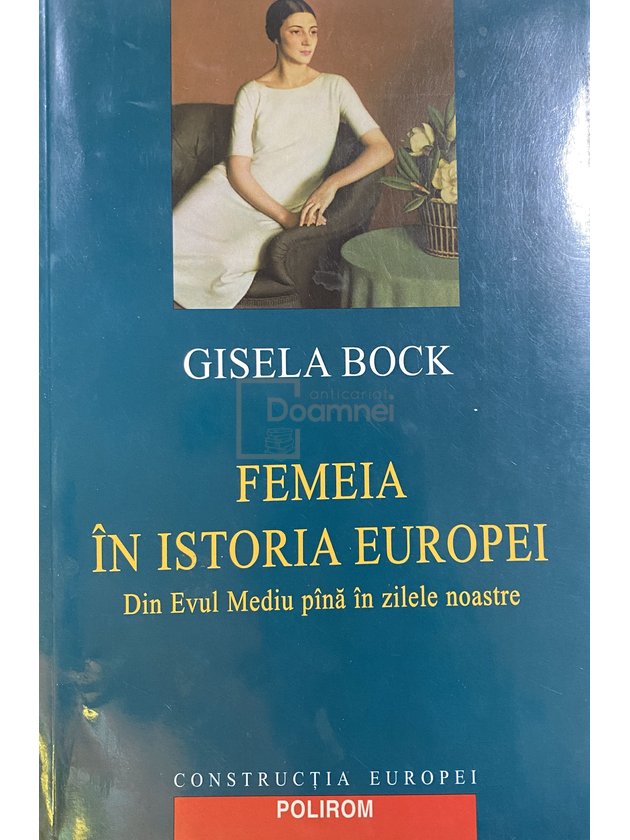 GISELA BOCK
anticariat
Doamnei
FEMEIA
ÎN ISTORIA EUROPEI
Din Evul Mediu pînă în zilele noastre
CONSTRUCȚIA EUROPEI
POLIROM